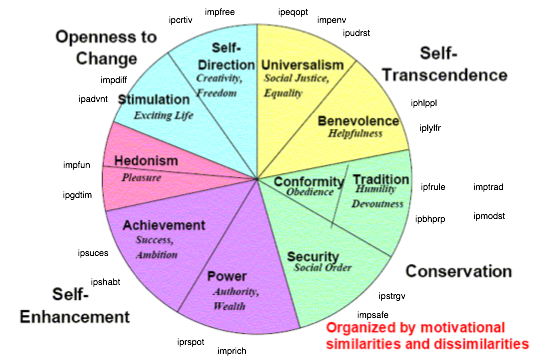 ipcrtiv
impfree
ipeqopt
impenv
ipudrst
Openness to
Change
Self-
Direction
Creativity,
Freedom
Universalism
Social Justice,
Equality
Self-
Transcendence
impdiff
ipadvnt
Stimulation
Exciting Life
Benevolence
Helpfulness
iphlppl
iplylfr
impfun
ipgdtim
Hedonism
Pleasure
Conformity
Obedience
Tradition
Humility
Devoutness
ipfrule
imptrad
ipbhprp
ipmodst
Achievement
Success,
Ambition
ipsuces
ipshabt
Self-
Enhancement
Power
Authority,
Wealth
Security
Social Order
Conservation
ipstrgv
impsafe
iprspot
imprich
Organized by motivational
similarities and dissimilarities